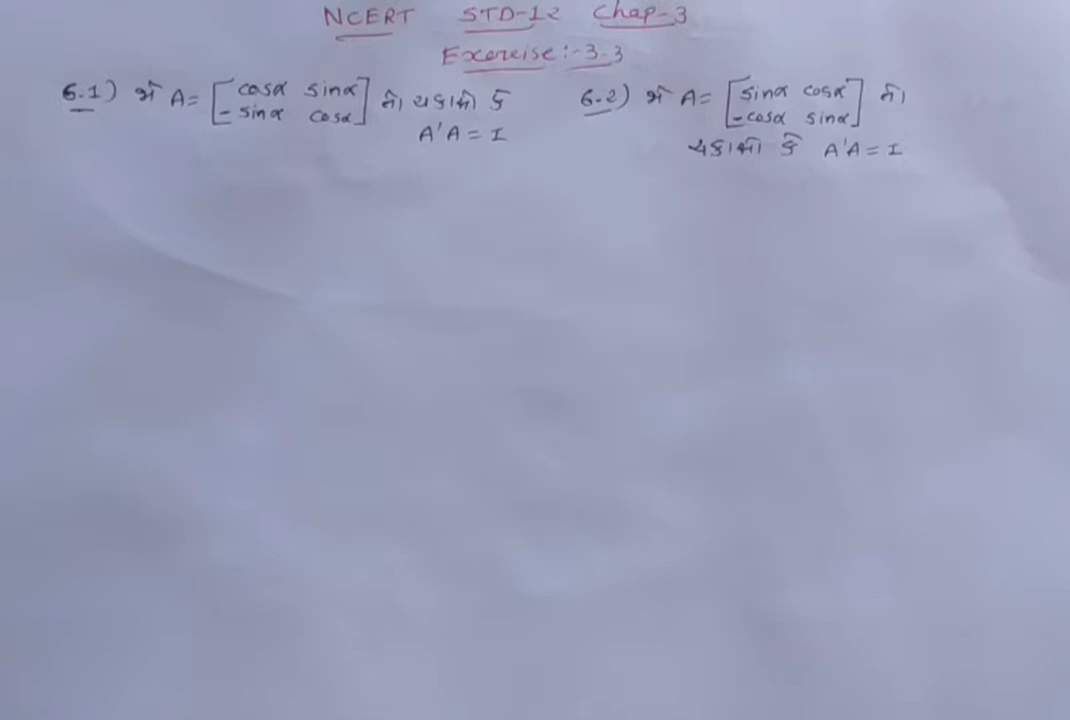 NCERT STD-12 Chap-3
Exercise:-3.3
6.1) જો A = [cosα sinα
-sinα cosα] તો ચકાસો કે
A'A = I
6.2) જો A = [sinα cosα
-cosα sinα] તો
ચકાસો કે A'A = I